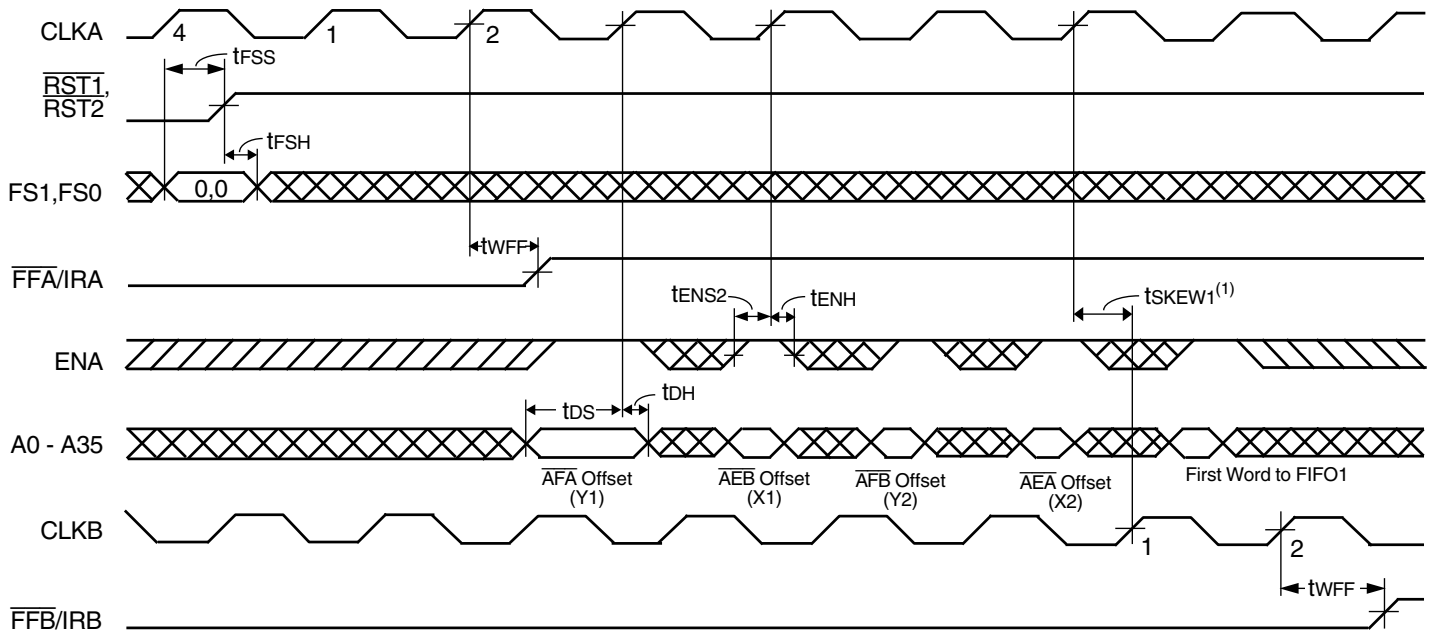 CLKA
4
1
2
tFSS
RST1,
RST2
tFSH
FS1,FS0
0,0
tWFF
FFA/IRA
tENS2
tENH
tSKEW1(1)
ENA
tDS
tDH
A0 - A35
AFA Offset
(Y1)
AEB Offset
(X1)
AFB Offset
(Y2)
AEA Offset
(X2)
First Word to FIFO1
CLKB
1
2
tWFF
FFB/IRB